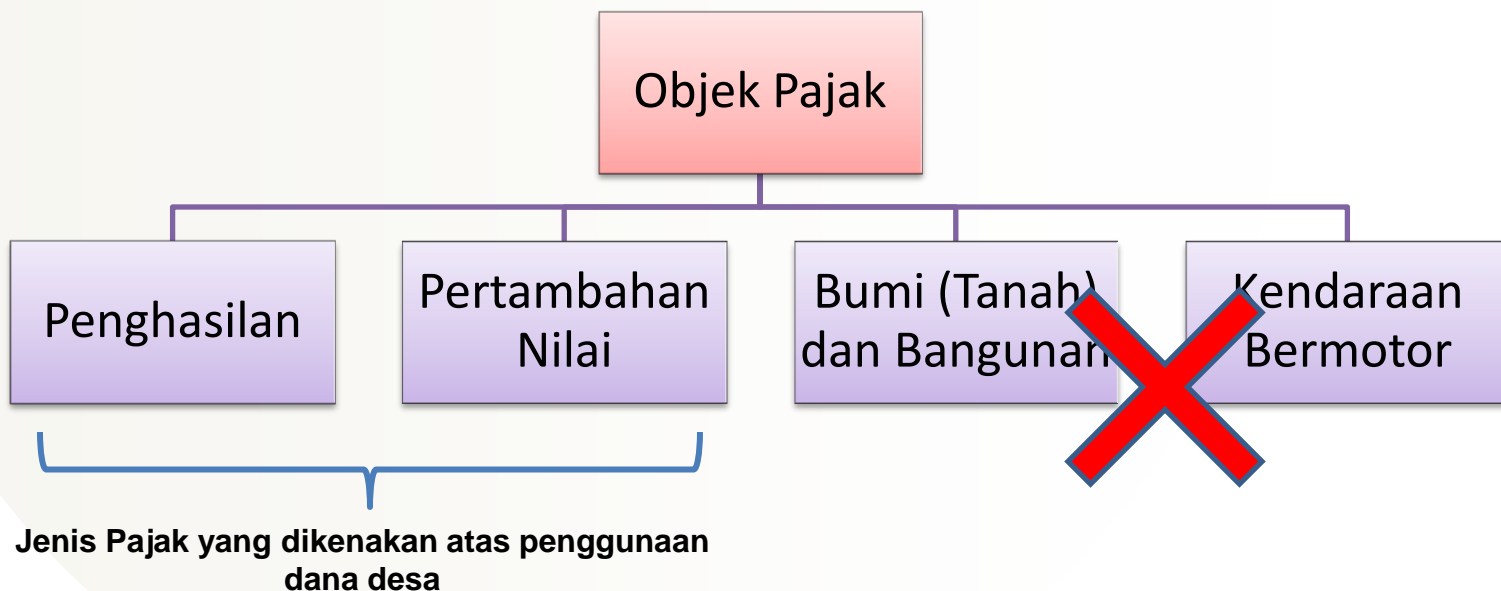 Objek Pajak
Penghasilan
Pertambahan
Nilai
Bumi (Tanah)
dan Bangunan
Kendaraan
Bermotor
Jenis Pajak yang dikenakan atas penggunaan
dana desa